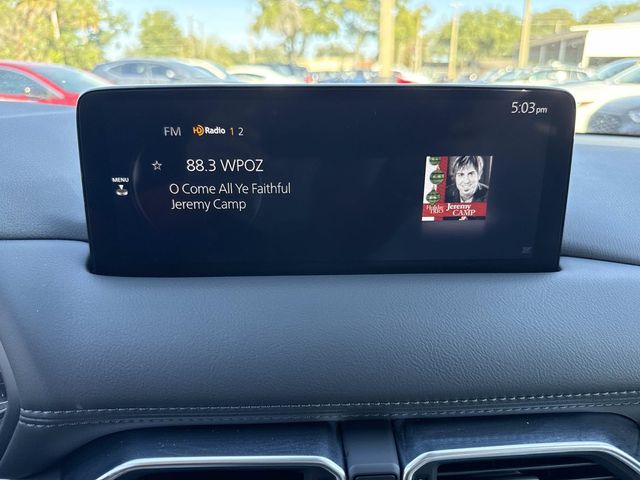 5:03pm
FM HD Radio 1 2
88.3 WPOZ
MENU
O Come All Ye Faithful
Jeremy Camp
Jeremy
CAMP